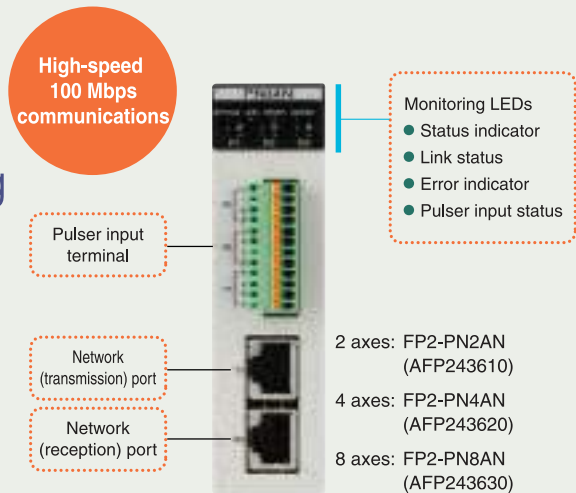 High-speed
100 Mbps
communications
g
PN4AN
Monitoring LEDs
● Status indicator
● Link status
● Error indicator
● Pulser input status
Pulser input
terminal
Network
(transmission) port
Network
(reception) port
2 axes: FP2-PN2AN
(AFP243610)
4 axes: FP2-PN4AN
(AFP243620)
8 axes: FP2-PN8AN
(AFP243630)